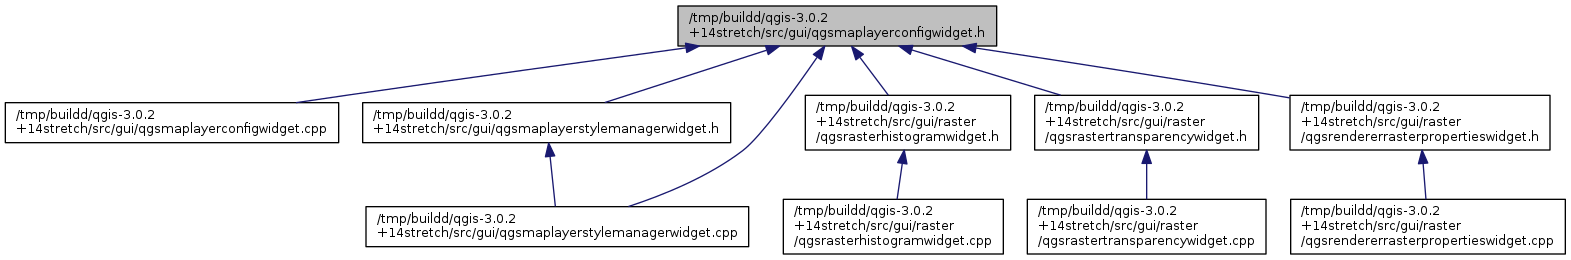 /tmp/buildd/qgis-3.0.2
+14stretch/src/gui/qgsmaplayerconfigwidget.h
/tmp/buildd/qgis-3.0.2
+14stretch/src/gui/qgsmaplayerconfigwidget.cpp
/tmp/buildd/qgis-3.0.2
+14stretch/src/gui/qgsmaplayerstylemanagerwidget.h
/tmp/buildd/qgis-3.0.2
+14stretch/src/gui/raster
/qgsrasterhistogramwidget.h
/tmp/buildd/qgis-3.0.2
+14stretch/src/gui/raster
/qgsrastertransparencywidget.h
/tmp/buildd/qgis-3.0.2
+14stretch/src/gui/raster
/qgsrendererrasterpropertieswidget.h
/tmp/buildd/qgis-3.0.2
+14stretch/src/gui/qgsmaplayerstylemanagerwidget.cpp
/tmp/buildd/qgis-3.0.2
+14stretch/src/gui/raster
/qgsrasterhistogramwidget.cpp
/tmp/buildd/qgis-3.0.2
+14stretch/src/gui/raster
/qgsrastertransparencywidget.cpp
/tmp/buildd/qgis-3.0.2
+14stretch/src/gui/raster
/qgsrendererrasterpropertieswidget.cpp